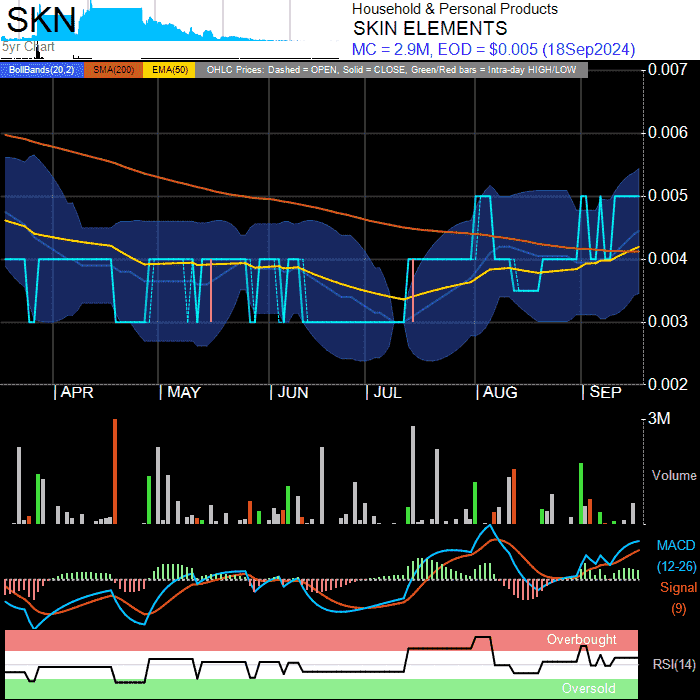 SKN
5yr Chart
Household & Personal Products
SKIN ELEMENTS
MC = 2.9M, EOD = $0.005 (18Sep2024)
BollBands(20,2) SMA(200) EMA(50) OHLC Prices: Dashed = OPEN, Solid = CLOSE, Green/Red bars = Intra-day HIGH/LOW
0.007
0.006
0.005
0.004
0.003
0.002
APR MAY JUN JUL AUG SEP
3M
Volume
MACD
(12-26)
Signal
(9)
Overbought
RSI(14)
Oversold